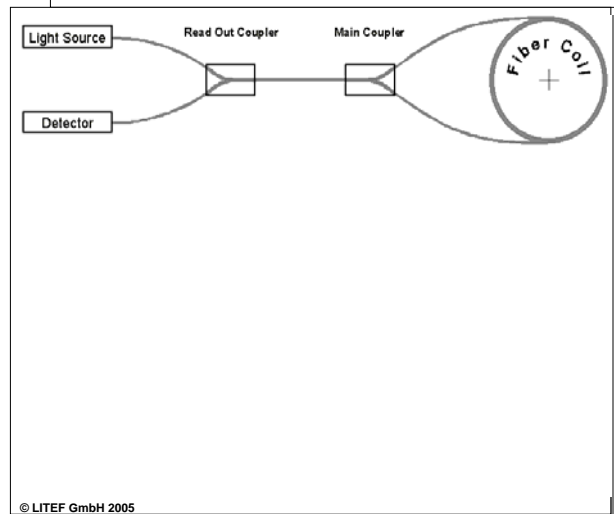 Light Source
Read Out Coupler
Main Coupler
Fiber Coil
Detector
© LITEF GmbH 2005